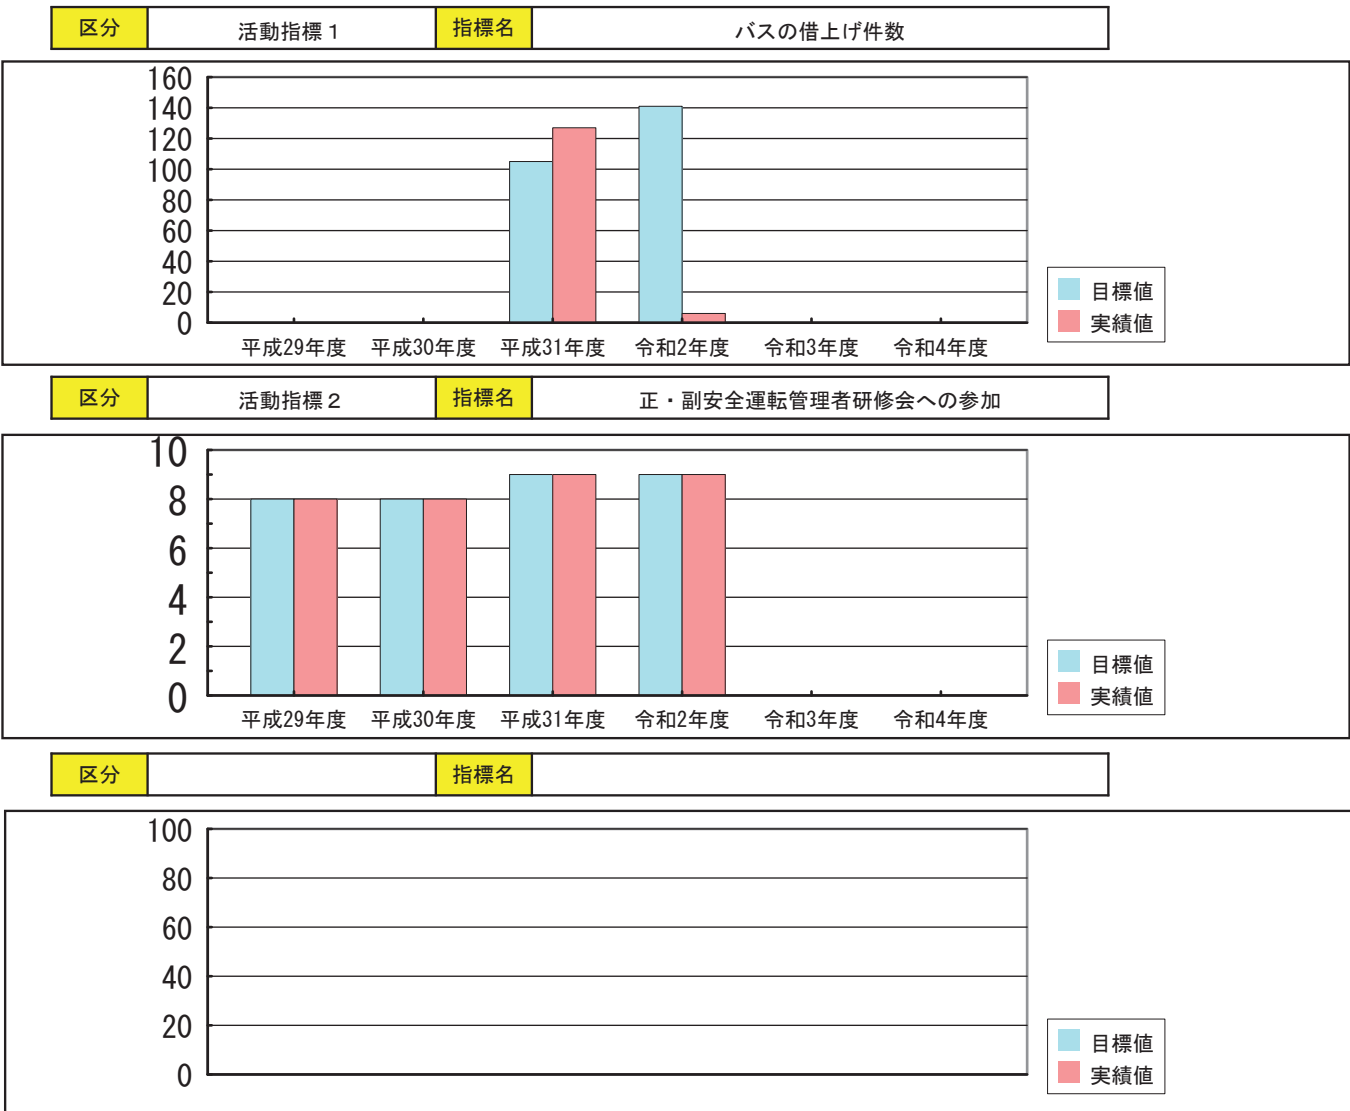 区分 活動指標１ 指標名 バスの借上げ件数
160
140
120
100
80
60
40
20
0
平成29年度 平成30年度 平成31年度 令和2年度 令和3年度 令和4年度
目標値
実績値
区分 活動指標２ 指標名 正・副安全運転管理者研修会への参加
10
8
6
4
2
0
平成29年度 平成30年度 平成31年度 令和2年度 令和3年度 令和4年度
目標値
実績値
区分 指標名
100
80
60
40
20
0
目標値
実績値